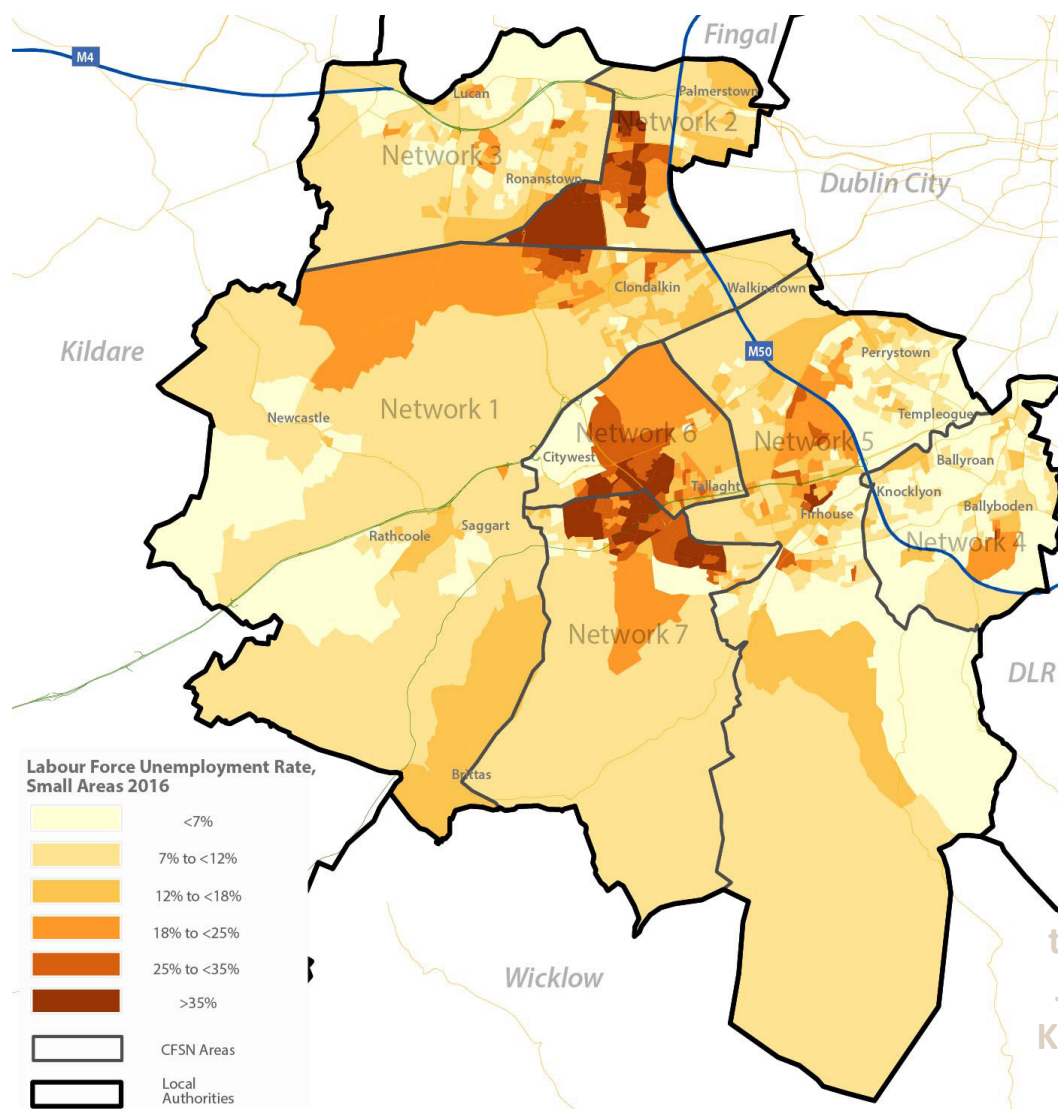 Fingal
M4
Lucan
Palmerstown
Network 2
Network 3
Ronanstown
Dublin City
Clondalkin
Walkinstown
Kildare
M50
Perrystown
Newcastle
Network 1
Templeogue
Network 6
Network 5
Citywest
Ballyroan
Tallaght
Knocklyon
Ballyboden
Firhouse
Saggart
Rathcoole
Network 4
Network 7
DLR
Brittas
Wicklow
Labour Force Unemployment Rate,
Small Areas 2016
<7%
7% to <12%
12% to <18%
18% to <25%
25% to <35%
>35%
CFSN Areas
Local
Authorities
t
K